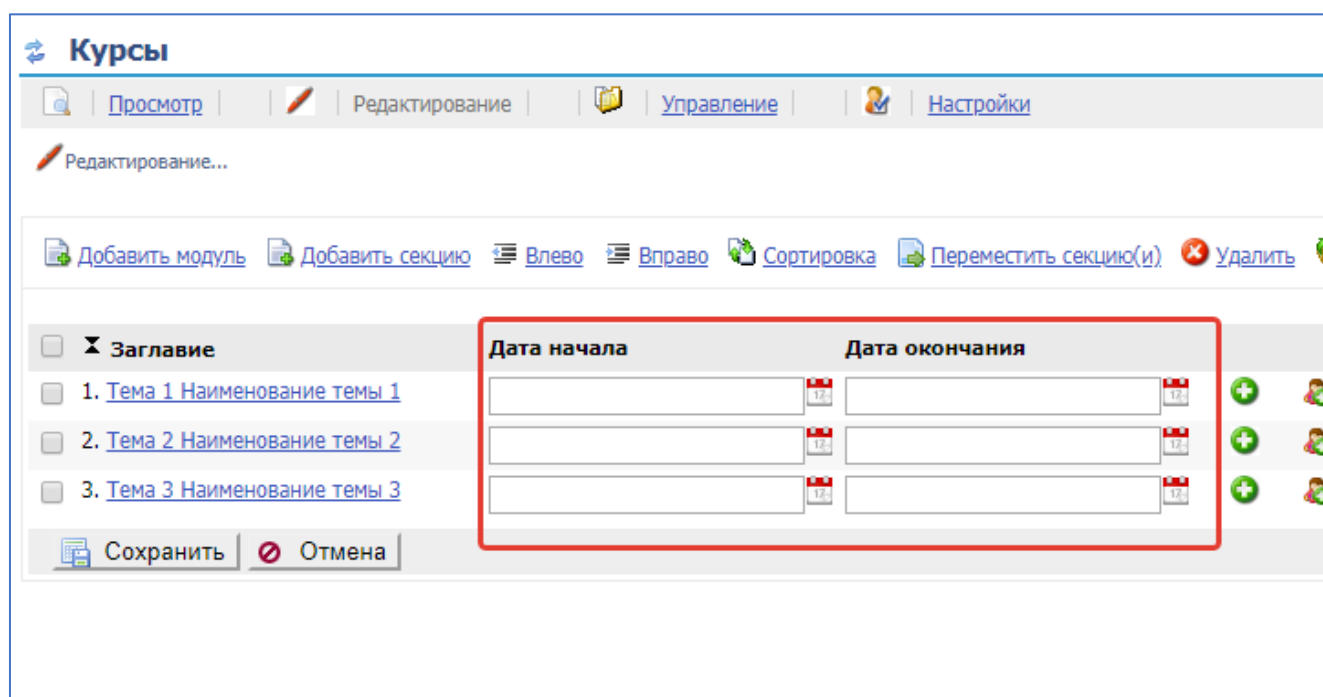 Курсы
Просмотр | Редактирование | Управление | Настройки
Редактирование...
Добавить модуль Добавить секцию Влево Вправо Сортировка Переместить секцию(и) Удалить
Заглавие Дата начала Дата окончания
1. Тема 1 Наименование темы 1
2. Тема 2 Наименование темы 2
3. Тема 3 Наименование темы 3
Сохранить Отмена